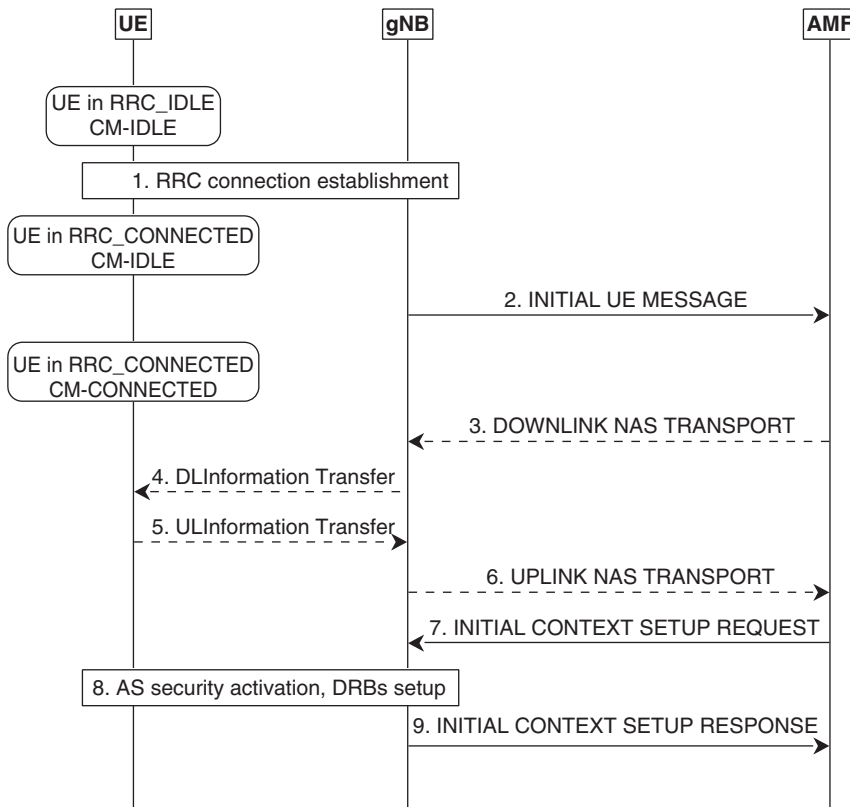 UE
gNB
AMF
UE in RRC_IDLE
CM-IDLE
1. RRC connection establishment
UE in RRC_CONNECTED
CM-IDLE
2. INITIAL UE MESSAGE
UE in RRC_CONNECTED
CM-CONNECTED
3. DOWNLINK NAS TRANSPORT
4. DLInformation Transfer
5. ULInformation Transfer
6. UPLINK NAS TRANSPORT
7. INITIAL CONTEXT SETUP REQUEST
8. AS security activation, DRBs setup
9. INITIAL CONTEXT SETUP RESPONSE